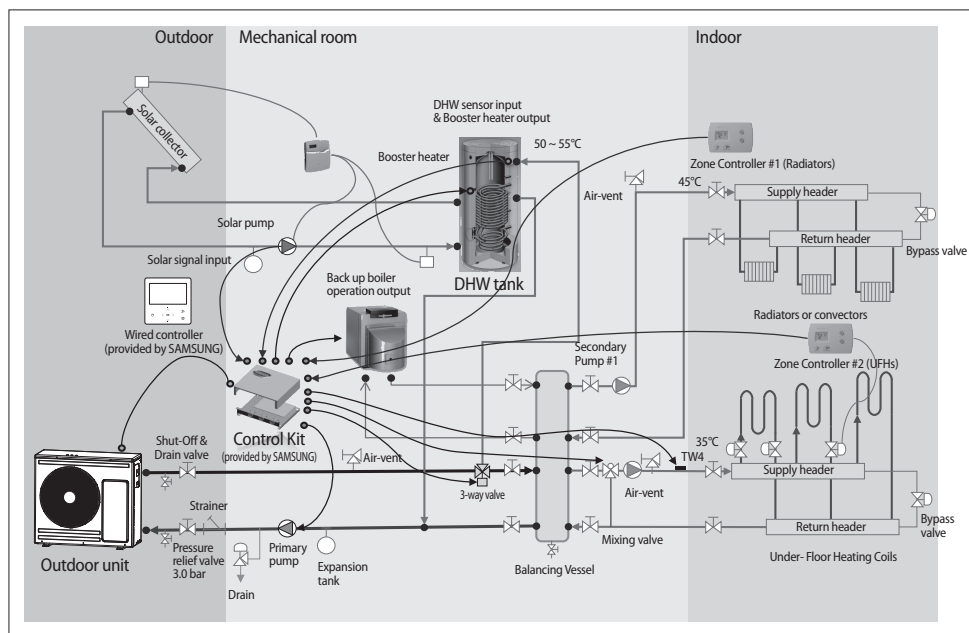 Outdoor
Mechanical room
Indoor
Solar collector
DHW sensor input
& Booster heater output
Booster heater
50 ~ 55℃
Air-vent
Zone Controller #1 (Radiators)
45℃
Supply header
Return header
Bypass valve
Solar pump
Solar signal input
DHW tank
Back up boiler
operation output
Wired controller
(provided by SAMSUNG)
Radiators or convectors
Secondary
Pump #1
Zone Controller #2 (UFHs)
Control Kit
(provided by SAMSUNG)
Shut-Off &
Drain valve
Air-vent
3-way valve
35℃
TW4
Supply header
Air-vent
Strainer
Mixing valve
Return header
Bypass
valve
Outdoor unit
Pressure
relief valve
3.0 bar
Primary
pump
Expansion
tank
Drain
Balancing Vessel
Under- Floor Heating Coils